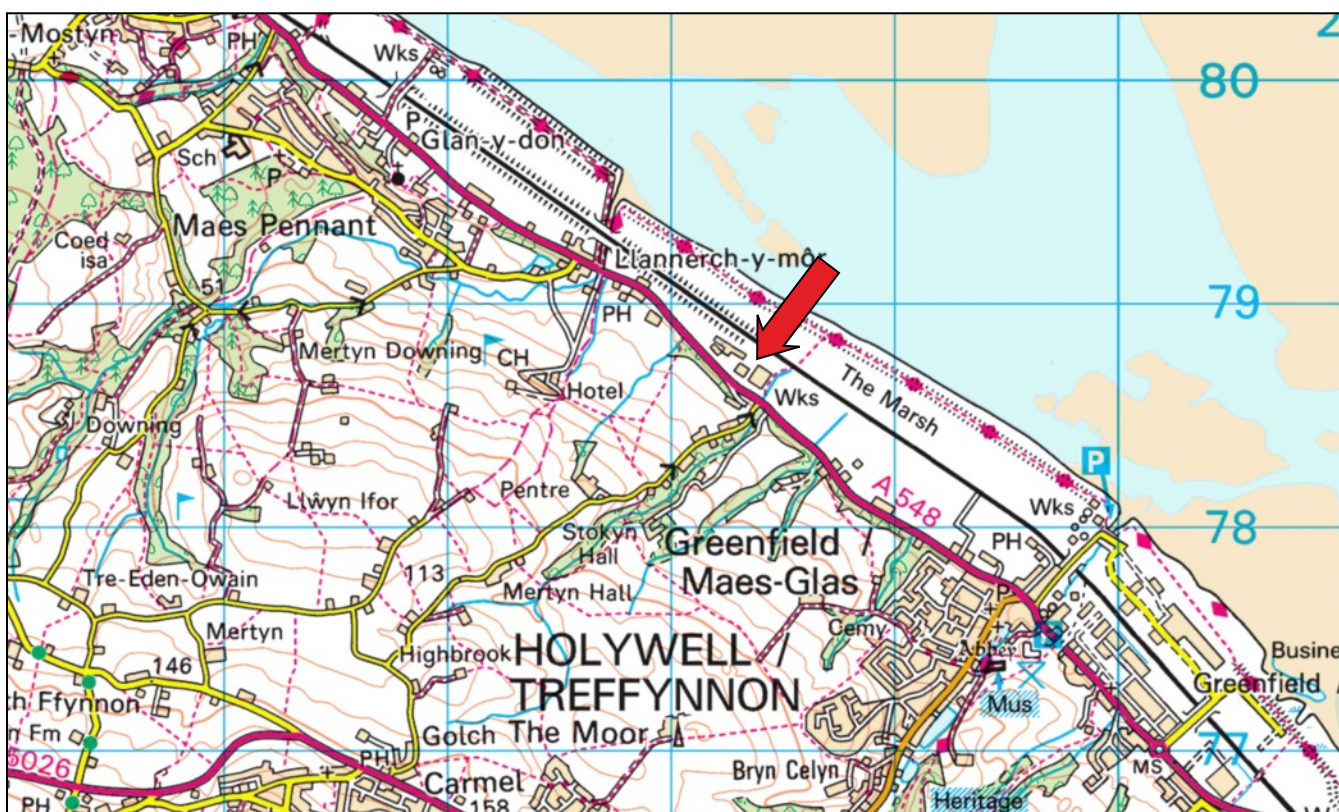 Mostyn
PH
Wks
2
80
P
Glan-y-don
Sch
P
Maes Pennant
Coed
isa
Llannerch-y-môr
51
79
PH
Mertyn Downing
CH
Hotel
The Marsh
Wks
Downing
P
Pentre
A 548
Llŵyn Ifor
Wks
Stokyn
Hall
Greenfield /
Maes-Glas
PH
78
113
Tre-Eden-Owain
Mertyn Hall
P
Mertyn
Cemy
Abbey
Highbrook
HOLYWELL /
TREFFYNNON
146
Busine
Greenfield /
th Ffynnon
Mus
n Fm
Golch
The Moor
77
PH
5026
MS
Bryn Celyn
Carmel
PH
158
Heritage